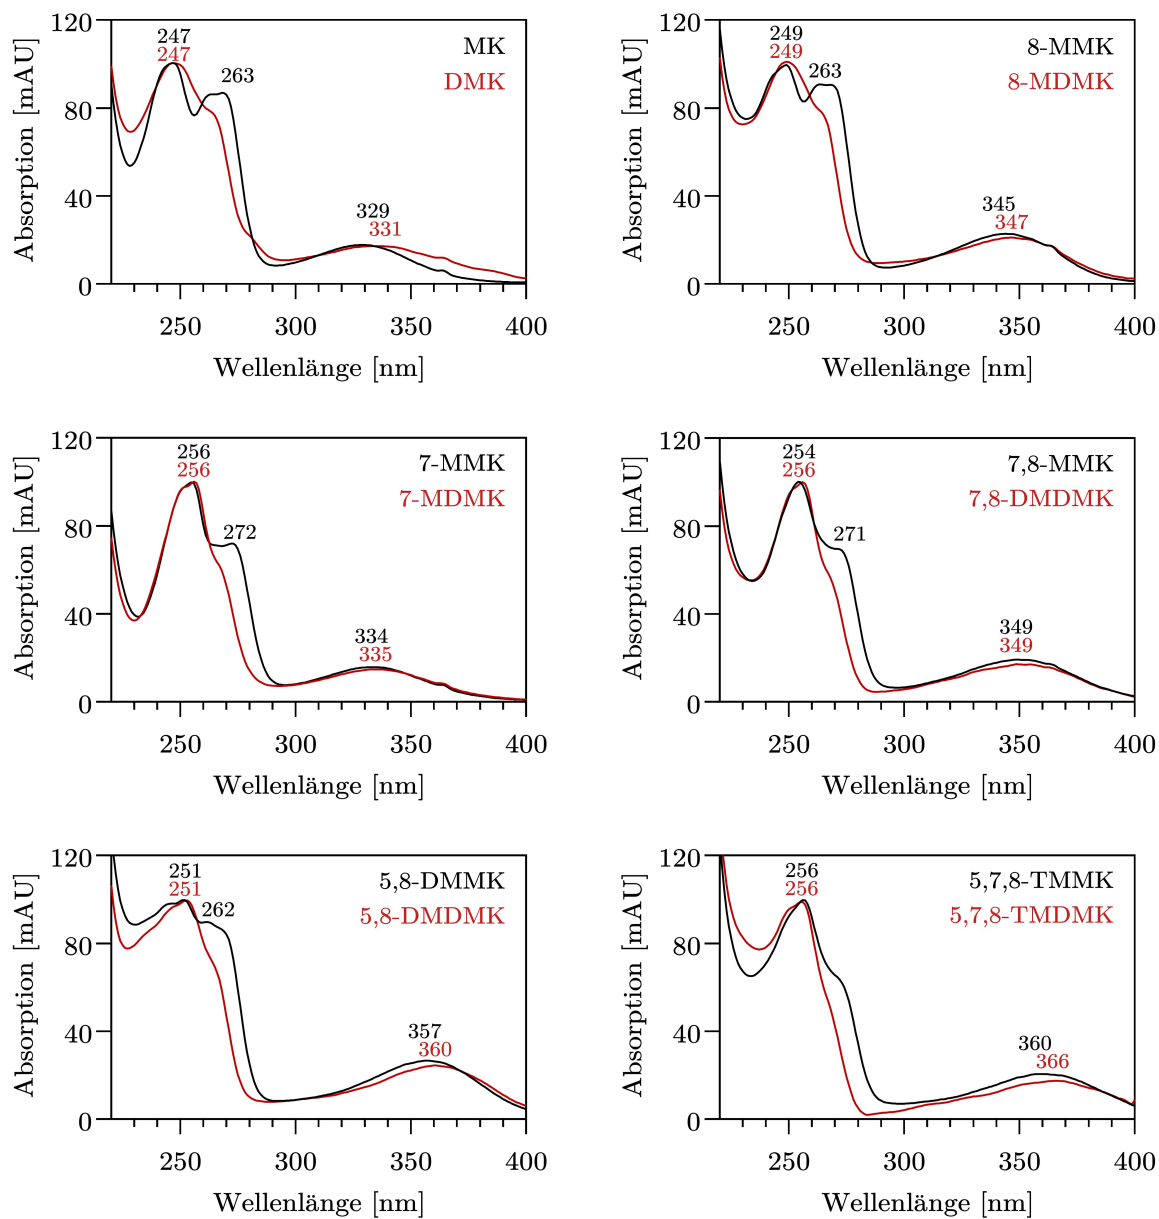 120
80
40
0
Absorption [mAU]
247
247
263
329
331
MK
DMK
250 300 350 400
Wellenlänge [nm]
120
80
40
0
Absorption [mAU]
249
249
263
345
347
8-MMK
8-MDMK
250 300 350 400
Wellenlänge [nm]
120
80
40
0
Absorption [mAU]
256
256
272
334
335
7-MMK
7-MDMK
250 300 350 400
Wellenlänge [nm]
120
80
40
0
Absorption [mAU]
254
256
271
349
349
7,8-MMK
7,8-DMDMK
250 300 350 400
Wellenlänge [nm]
120
80
40
0
Absorption [mAU]
251
251
262
357
360
5,8-DMMK
5,8-DMDMK
250 300 350 400
Wellenlänge [nm]
120
80
40
0
Absorption [mAU]
256
256
360
366
5,7,8-TMMK
5,7,8-TMDMK
250 300 350 400
Wellenlänge [nm]